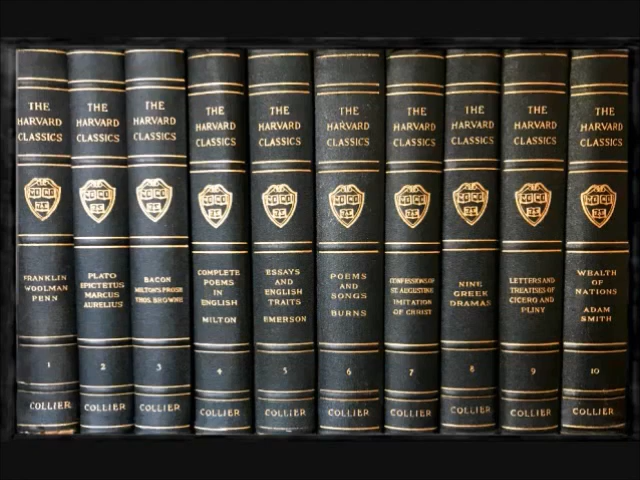 THE
HARVARD
CLASSICS
FRANKLIN
WOOLMAN
PENN
1
COLLIER
THE
HARVARD
CLASSICS
PLATO
EPICTETUS
MARCUS
AURELIUS
2
COLLIER
THE
HARVARD
CLASSICS
BACON
MILTON'S PROSE
THOS. BROWNE
3
COLLIER
THE
HARVARD
CLASSICS
COMPLETE
POEMS
IN
ENGLISH
MILTON
4
COLLIER
THE
HARVARD
CLASSICS
ESSAYS
AND
ENGLISH
TRAITS
EMERSON
5
COLLIER
THE
HARVARD
CLASSICS
POEMS
AND
SONGS
BURNS
6
COLLIER
THE
HARVARD
CLASSICS
CONFESSIONS OF
ST. AUGUSTINE
IMITATION
OF CHRIST
7
COLLIER
THE
HARVARD
CLASSICS
NINE
GREEK
DRAMAS
8
COLLIER
THE
HARVARD
CLASSICS
LETTERS AND
TREATISES OF
CICERO AND
PLINY
9
COLLIER
THE
HARVARD
CLASSICS
WEALTH
OF
NATIONS
ADAM
SMITH
10
COLLIER